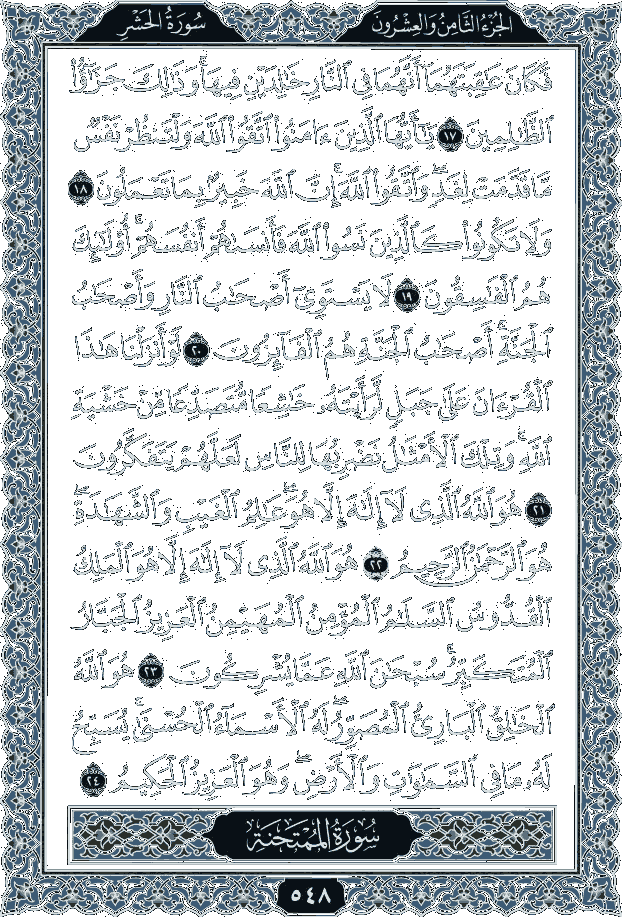 سُورَةُ الحَشْرِ
الجُزْءُ الثَّامِنُ وَالعِشْرُونَ
فَكَانَ عَٰقِبَتَهُمَآ أَنَّهُمَا فِى ٱلنَّارِ خَٰلِدَيْنِ فِيهَا ۚ وَذَٰلِكَ جَزَٰٓؤُا۟
ٱلظَّٰلِمِينَ ١٧ يَٰٓأَيُّهَا ٱلَّذِينَ ءَامَنُوا۟ ٱتَّقُوا۟ ٱللَّهَ وَلْتَنظُرْ نَفْسٌ
مَّا قَدَّمَتْ لِغَدٍ ۖ وَٱتَّقُوا۟ ٱللَّهَ ۚ إِنَّ ٱللَّهَ خَبِيرٌۢ بِمَا تَعْمَلُونَ ١٨
وَلَا تَكُونُوا۟ كَٱلَّذِينَ نَسُوا۟ ٱللَّهَ فَأَنسَىٰهُمْ أَنفُسَهُمْ ۚ أُو۟لَٰٓئِكَ
هُمُ ٱلْفَٰسِقُونَ ١٩ لَا يَسْتَوِىٓ أَصْحَٰبُ ٱلنَّارِ وَأَصْحَٰبُ
ٱلْجَنَّةِ ۚ أَصْحَٰبُ ٱلْجَنَّةِ هُمُ ٱلْفَآئِزُونَ ٢٠ لَوْ أَنزَلْنَا هَٰذَا
ٱلْقُرْءَانَ عَلَىٰ جَبَلٍ لَّرَأَيْتَهُۥ خَٰشِعًا مُّتَصَدِّعًا مِّنْ خَشْيَةِ
ٱللَّهِ ۚ وَتِلْكَ ٱلْأَمْثَٰلُ نَضْرِبُهَا لِلنَّاسِ لَعَلَّهُمْ يَتَفَكَّرُونَ
٢١ هُوَ ٱللَّهُ ٱلَّذِى لَآ إِلَٰهَ إِلَّا هُوَ ۖ عَٰلِمُ ٱلْغَيْبِ وَٱلشَّهَٰدَةِ ۖ
هُوَ ٱلرَّحْمَٰنُ ٱلرَّحِيمُ ٢٢ هُوَ ٱللَّهُ ٱلَّذِى لَآ إِلَٰهَ إِلَّا هُوَ ٱلْمَلِكُ
ٱلْقُدُّوسُ ٱلسَّلَٰمُ ٱلْمُؤْمِنُ ٱلْمُهَيْمِنُ ٱلْعَزِيزُ ٱلْجَبَّارُ
ٱلْمُتَكَبِّرُ ۚ سُبْحَٰنَ ٱللَّهِ عَمَّا يُشْرِكُونَ ٢٣ هُوَ ٱللَّهُ
ٱلْخَٰلِقُ ٱلْبَارِئُ ٱلْمُصَوِّرُ ۖ لَهُ ٱلْأَسْمَآءُ ٱلْحُسْنَىٰ ۚ يُسَبِّحُ
لَهُۥ مَا فِى ٱلسَّمَٰوَٰتِ وَٱلْأَرْضِ ۖ وَهُوَ ٱلْعَزِيزُ ٱلْحَكِيمُ ٢٤
سُورَةُ المُمْتَحنَةِ
٥٤٨